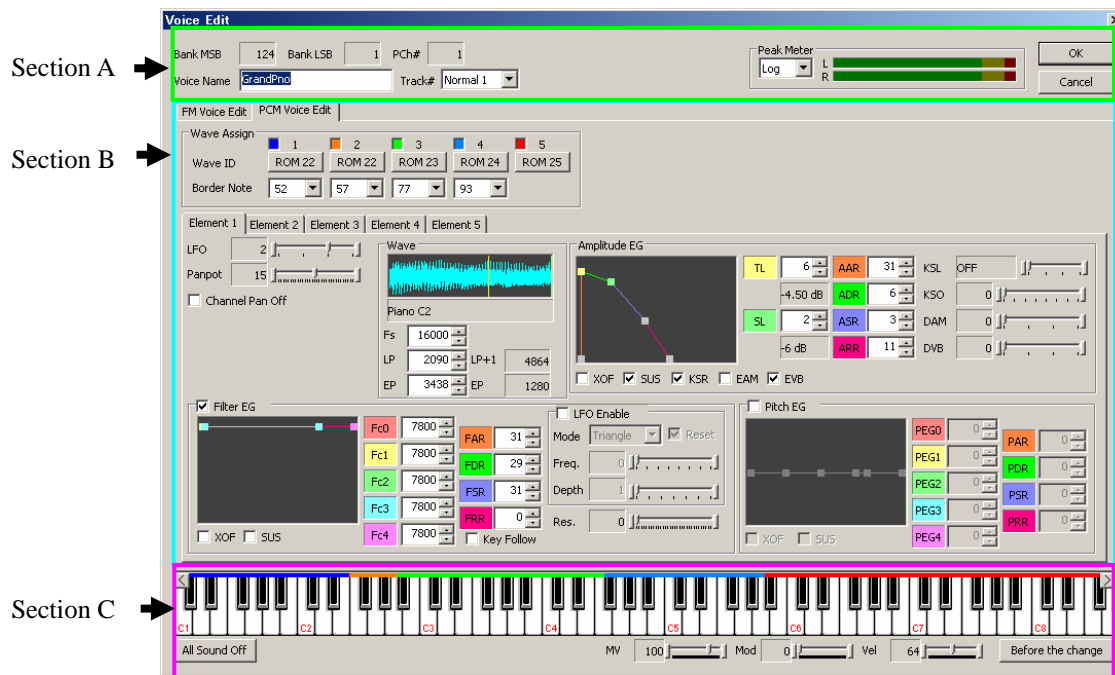 Voice Edit
Section A
Bank MSB 124 Bank LSB 1 PCh# 1
Voice Name GrandPno Track# Normal 1
Peak Meter
Log L
R
OK
Cancel
Section B
FM Voice Edit PCM Voice Edit
Wave Assign
1 2 3 4 5
Wave ID ROM 22 ROM 22 ROM 23 ROM 24 ROM 25
Border Note 52 57 77 93
Element 1 Element 2 Element 3 Element 4 Element 5
LFO 2
Panpot 15
Channel Pan Off
Wave
Piano C2
Fs 16000
LP 2090 LP+1 4864
EP 3438 EP 1280
Amplitude EG
TL 6 AAR 31 KSL OFF
-4.50 dB ADR 6 KSO 0
SL 2 ASR 3 DAM 0
-6 dB ARR 11 DVB 0
XOF SUS KSR EAM EVB
Filter EG
Fc0 7800
Fc1 7800
Fc2 7800
Fc3 7800
Fc4 7800
FAR 31
FDR 29
FSR 31
FRR 0
Key Follow
XOF SUS
LFO Enable
Mode Triangle Reset
Freq. 0
Depth 1
Res. 0
Pitch EG
PEG0 0
PEG1 0
PEG2 0
PEG3 0
PEG4 0
PAR 0
PDR 0
PSR 0
PRR 0
XOF SUS
Section C
C1 C2 C3 C4 C5 C6 C7 C8
All Sound Off MV 100 Mod 0 Vel 64 Before the change